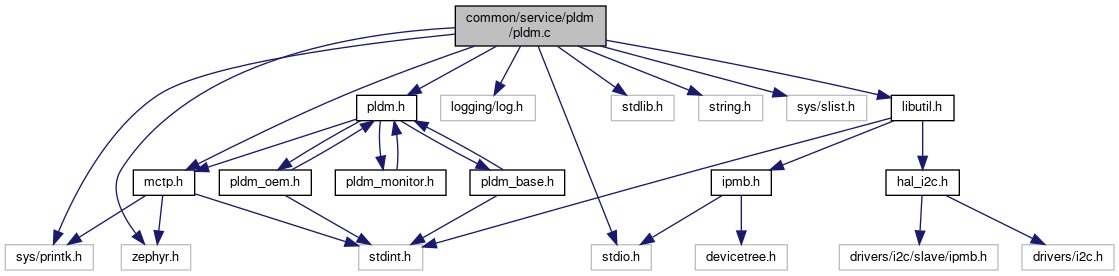 common/service/pldm
/pldm.c
pldm.h
logging/log.h
stdlib.h
string.h
sys/slist.h
libutil.h
mctp.h
pldm_oem.h
pldm_monitor.h
pldm_base.h
ipmb.h
hal_i2c.h
sys/printk.h
zephyr.h
stdint.h
stdio.h
devicetree.h
drivers/i2c/slave/ipmb.h
drivers/i2c.h